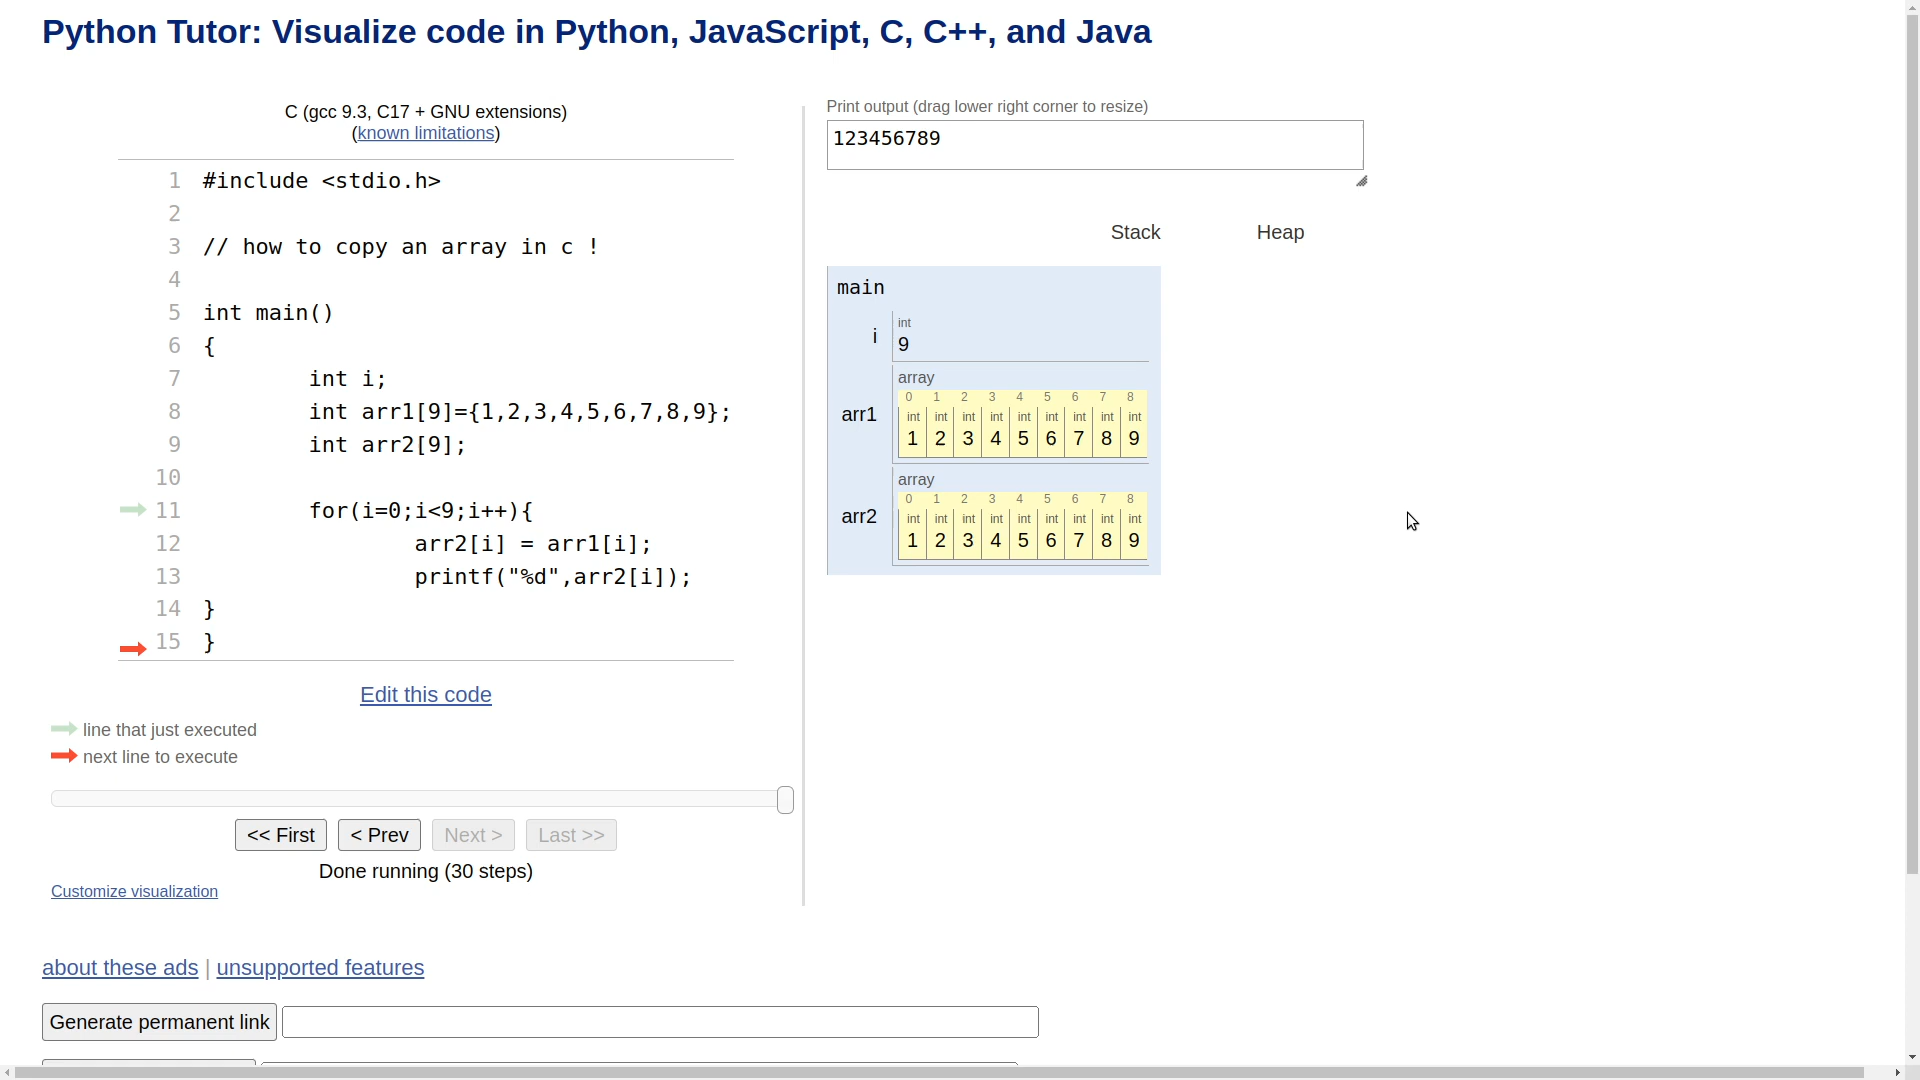 Python Tutor: Visualize code in Python, JavaScript, C, C++, and Java
C (gcc 9.3, C17 + GNU extensions)
(known limitations)
1 #include <stdio.h>
2
3 // how to copy an array in c !
4
5 int main()
6 {
7 int i;
8 int arr1[9]={1,2,3,4,5,6,7,8,9};
9 int arr2[9];
10
11 for(i=0;i<9;i++){
12 arr2[i] = arr1[i];
13 printf("%d",arr2[i]);
14 }
15 }
Edit this code
line that just executed
next line to execute
<< First < Prev Next > Last >>
Done running (30 steps)
Customize visualization
Print output (drag lower right corner to resize)
123456789
Stack Heap
main
int
i 9
array
0 1 2 3 4 5 6 7 8
int int int int int int int int int
arr1 1 2 3 4 5 6 7 8 9
array
0 1 2 3 4 5 6 7 8
int int int int int int int int int
arr2 1 2 3 4 5 6 7 8 9
about these ads | unsupported features
Generate permanent link